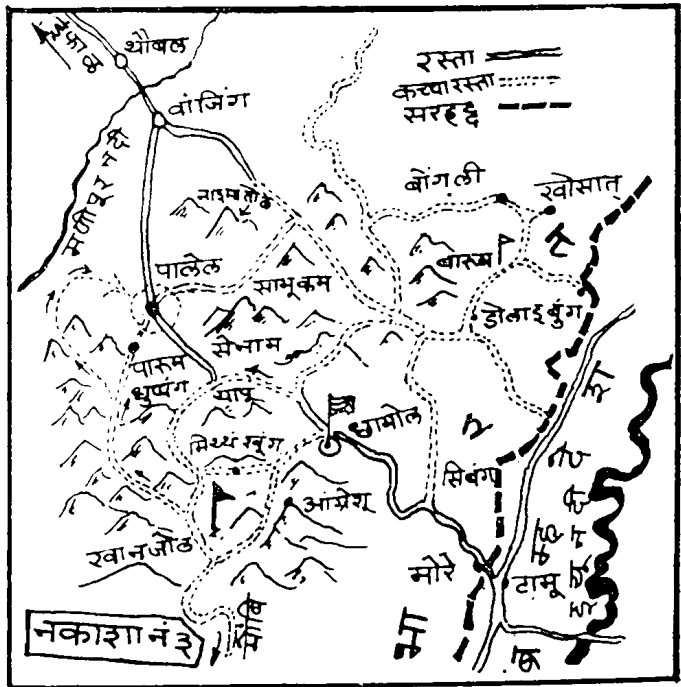 थौबल
वांजिंग
रस्ता
कच्चा रस्ता
सरहद्द
मणीपूर नदी
बोंगली
खोसात
पालेल
साभूकम
डोलाइबुंग
सेनाम
पारुम
धुप्पंग
चापू
सिबंग
आग्रेशू
खानजोल
मोरे
टामू
भा
र
त
नकाशा नं ३